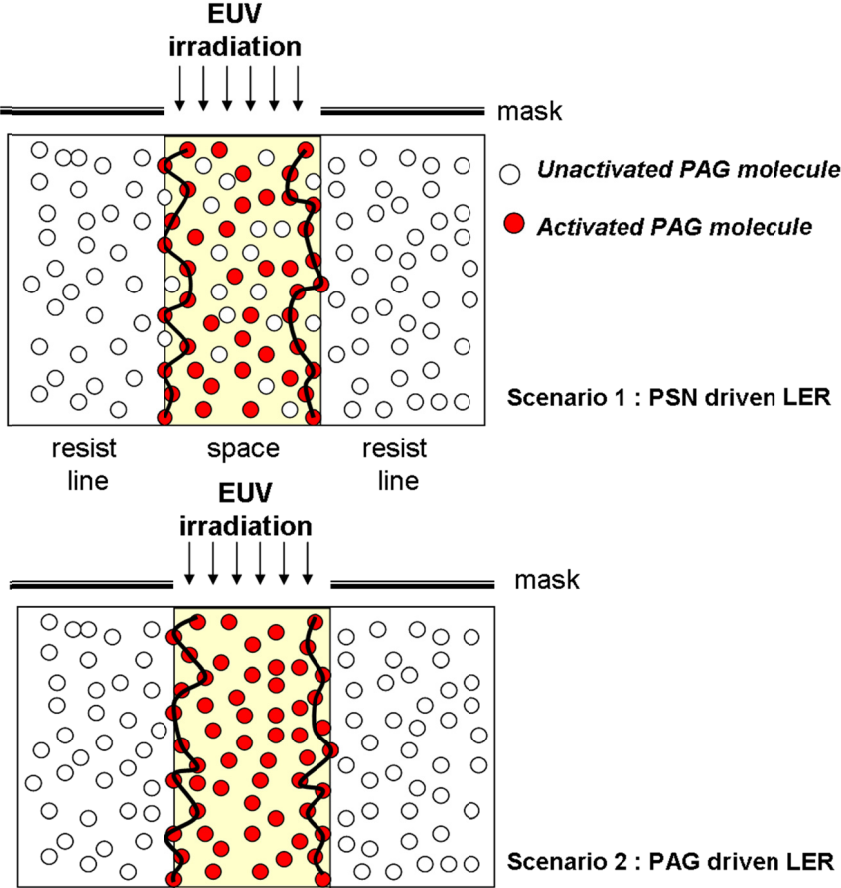 EUV
irradiation
mask
Unactivated PAG molecule
Activated PAG molecule
Scenario 1 : PSN driven LER
resist
line
space
resist
line
EUV
irradiation
mask
Scenario 2 : PAG driven LER